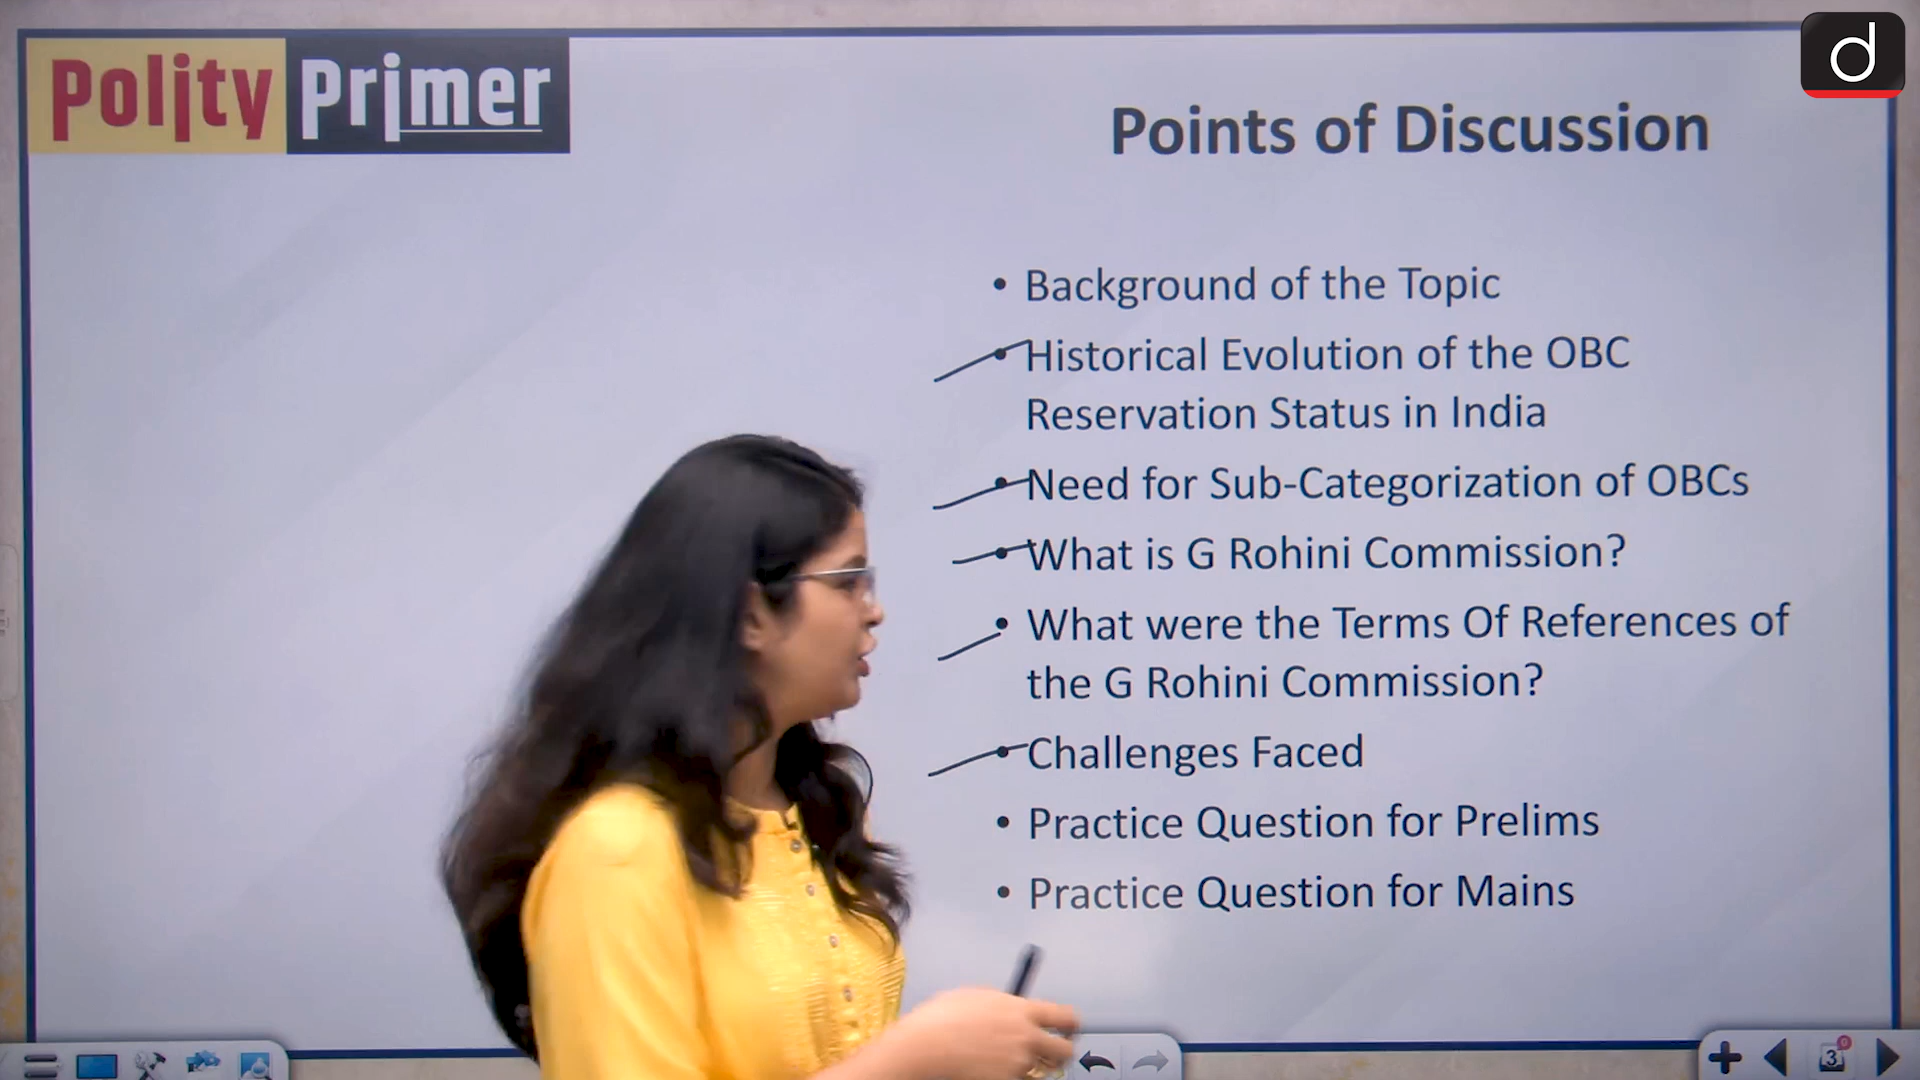 Polity Primer
d
Points of Discussion
• Background of the Topic
• Historical Evolution of the OBC
Reservation Status in India
• Need for Sub-Categorization of OBCs
• What is G Rohini Commission?
• What were the Terms Of References of
the G Rohini Commission?
• Challenges Faced
• Practice Question for Prelims
• Practice Question for Mains
3